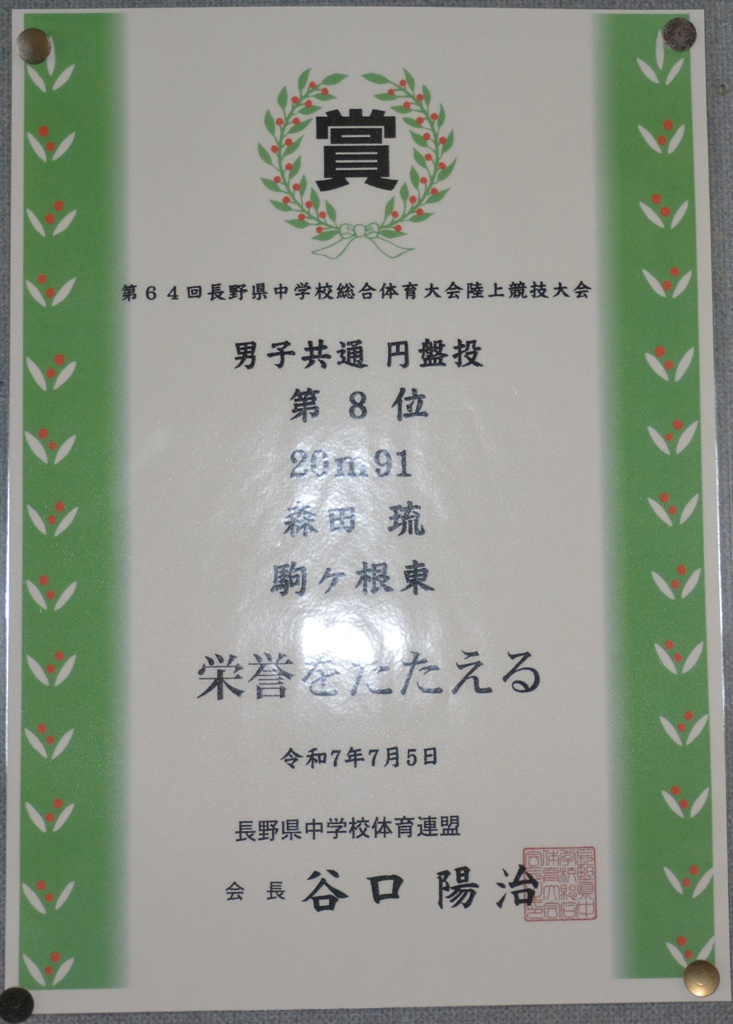 賞
第64回長野県中学校総合体育大会陸上競技大会
男子共通 円盤投
第 8 位
20m91
森田 琉
駒ケ根東
栄誉をたたえる
令和7年7月5日
長野県中学校体育連盟
会 長 谷口 陽治